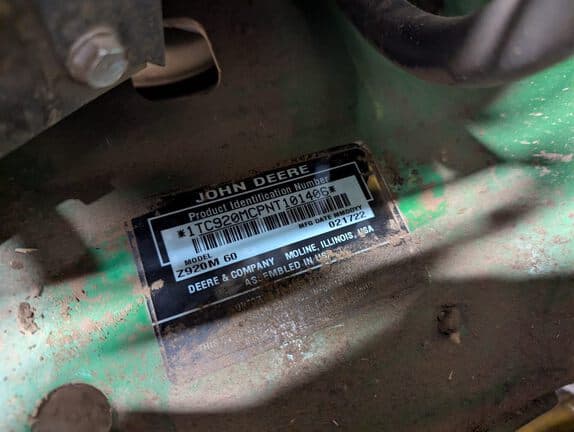 JOHN DEERE
Product Identification Number
*1TC920MCPNT101406*
MODEL MFG DATE MMDDYY
Z920M 60 021722
DEERE & COMPANY MOLINE, ILLINOIS, USA
ASSEMBLED IN USA